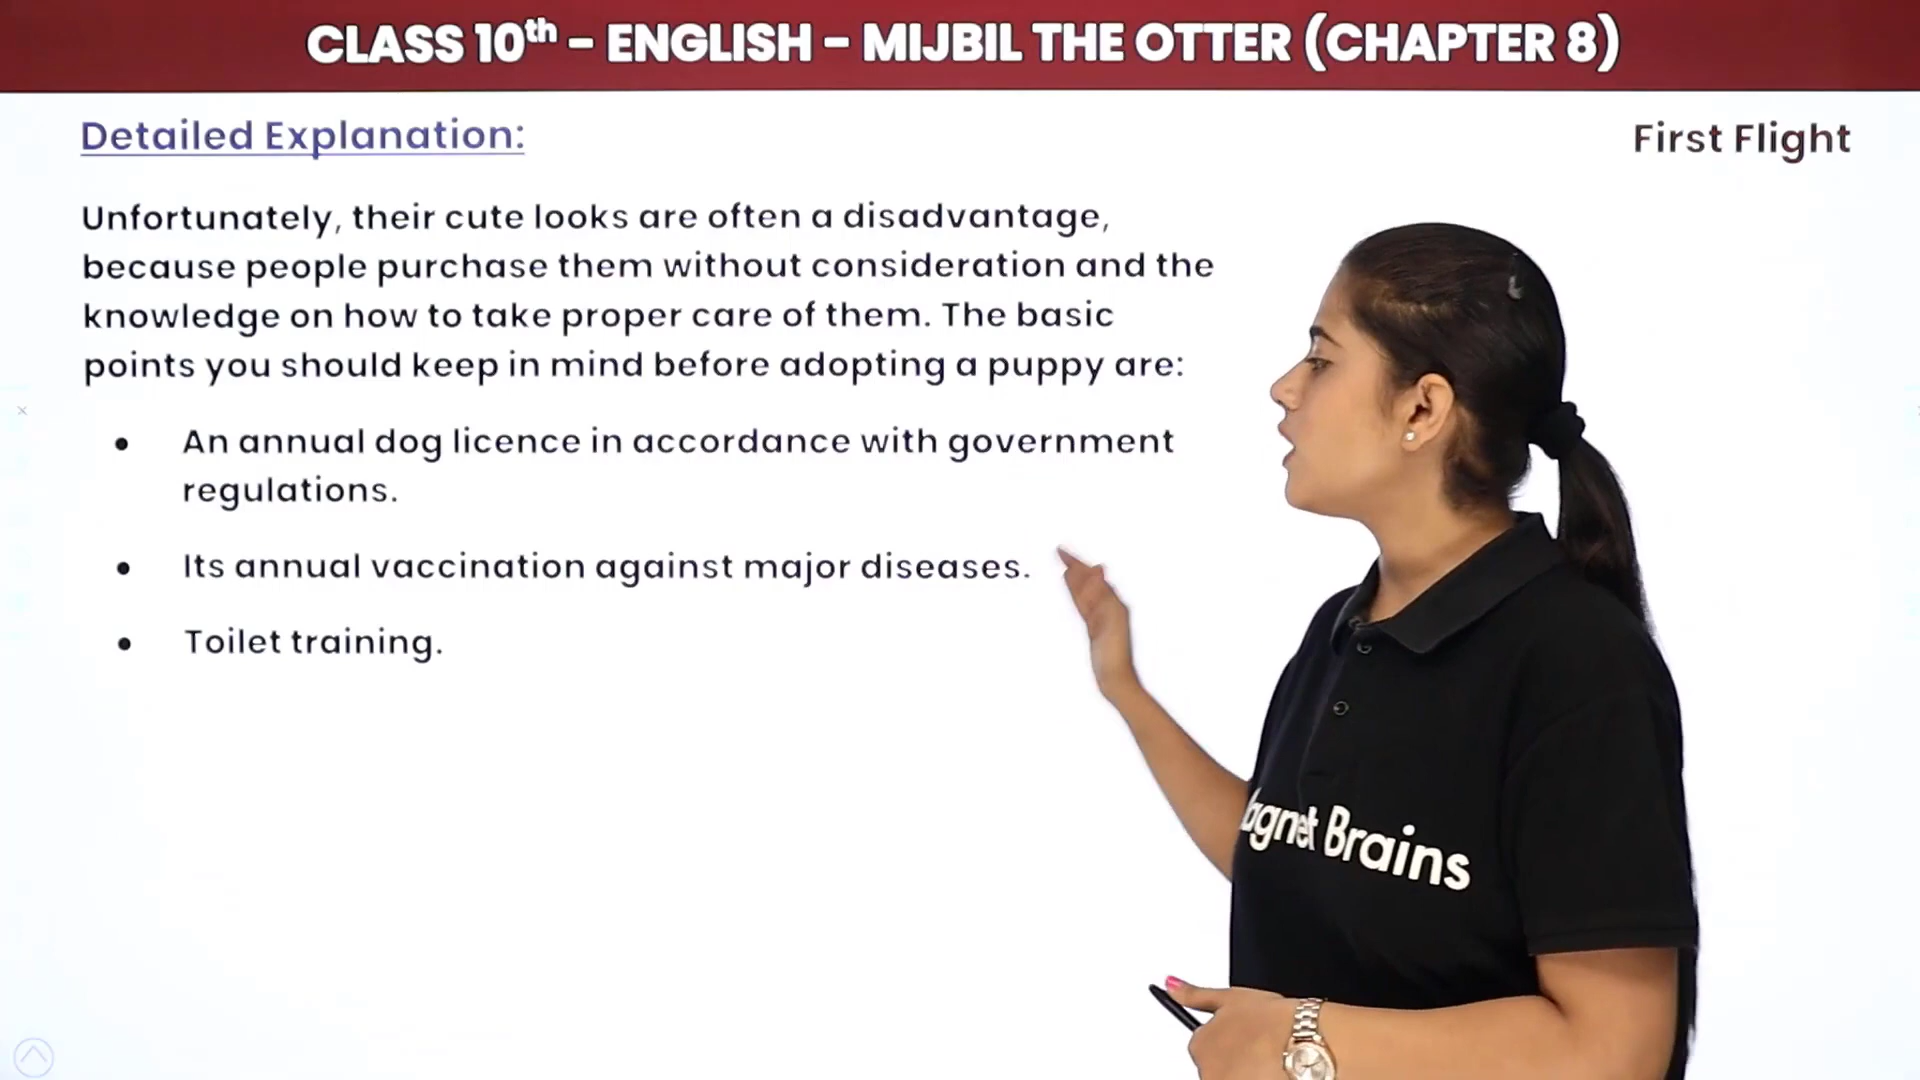 CLASS 10th – ENGLISH – MIJBIL THE OTTER (CHAPTER 8)
Detailed Explanation:
First Flight
Unfortunately, their cute looks are often a disadvantage,
because people purchase them without consideration and the
knowledge on how to take proper care of them. The basic
points you should keep in mind before adopting a puppy are:
• An annual dog licence in accordance with government
regulations.
• Its annual vaccination against major diseases.
• Toilet training.
agnet Brains